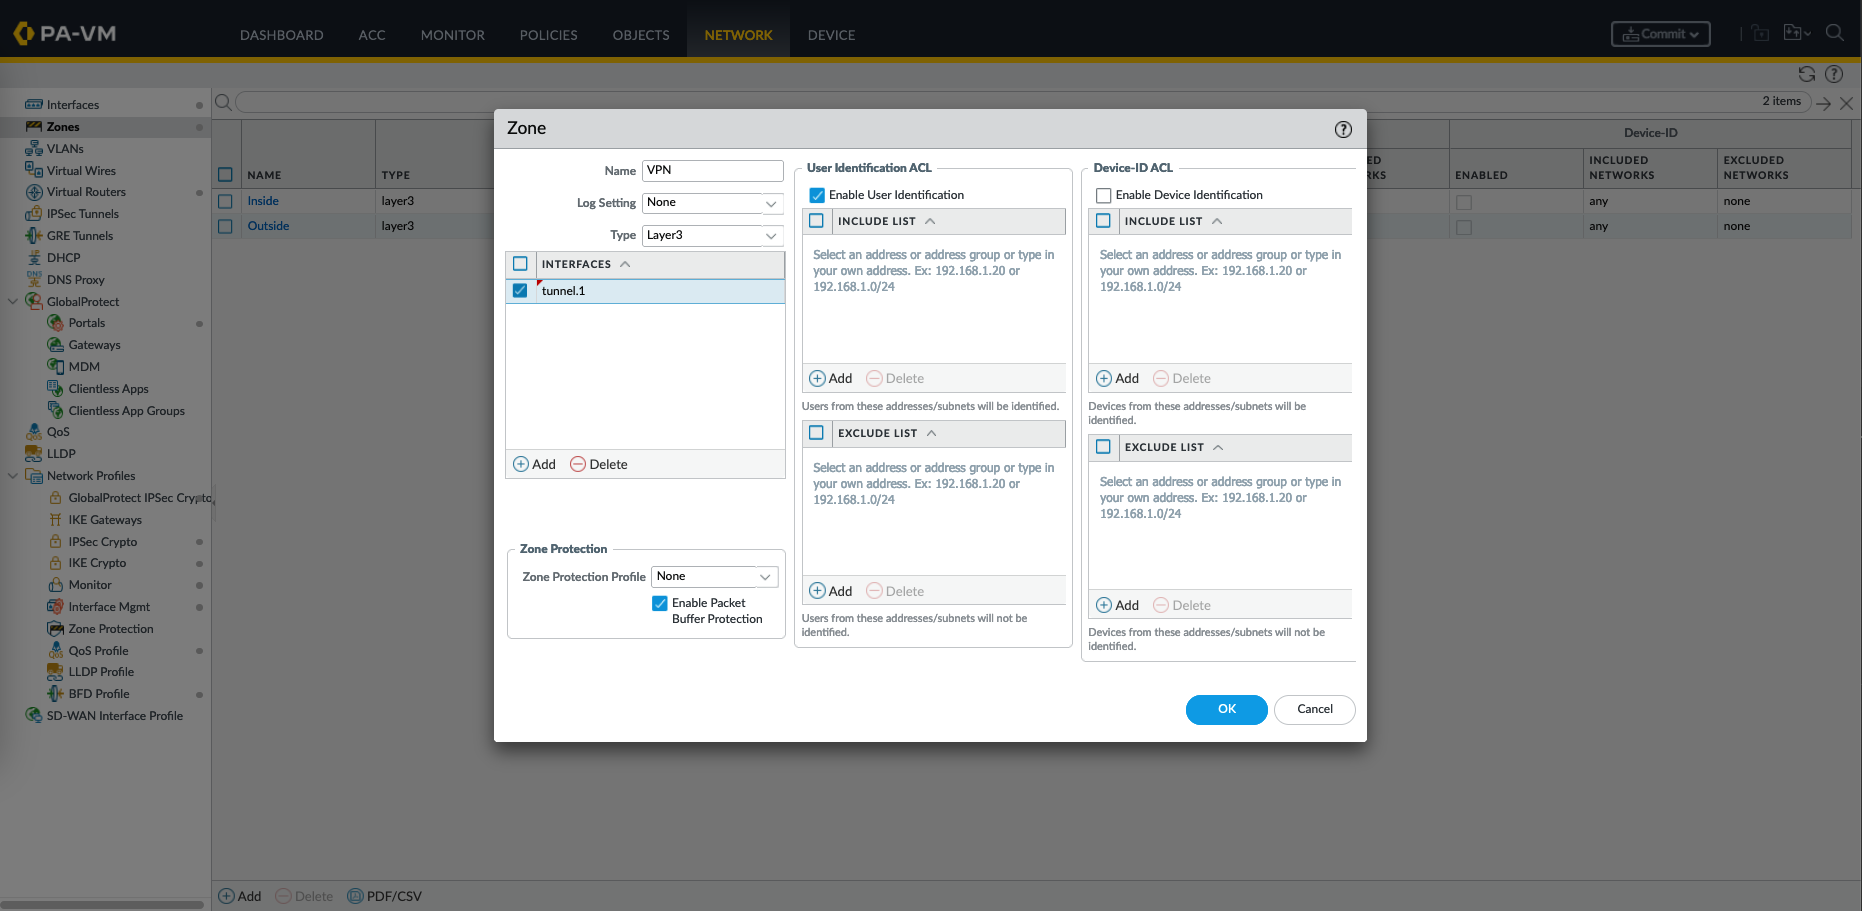 PA-VM
DASHBOARD
ACC
MONITOR
POLICIES
OBJECTS
NETWORK
DEVICE
Commit
Interfaces
Zones
VLANs
Virtual Wires
Virtual Routers
IPSec Tunnels
GRE Tunnels
DHCP
DNS Proxy
GlobalProtect
Portals
Gateways
MDM
Clientless Apps
Clientless App Groups
QoS
LLDP
Network Profiles
GlobalProtect IPSec Crypto
IKE Gateways
IPSec Crypto
IKE Crypto
Monitor
Interface Mgmt
Zone Protection
QoS Profile
LLDP Profile
BFD Profile
SD-WAN Interface Profile
2 items
Device-ID
NAME
TYPE
ENABLED
INCLUDED
NETWORKS
EXCLUDED
NETWORKS
Inside
layer3
any
none
Outside
layer3
any
none
Zone
Name
VPN
Log Setting
None
Type
Layer3
INTERFACES
tunnel.1
Add
Delete
Zone Protection
Zone Protection Profile
None
Enable Packet
Buffer Protection
User Identification ACL
Enable User Identification
INCLUDE LIST
Select an address or address group or type in
your own address. Ex: 192.168.1.20 or
192.168.1.0/24
Add
Delete
Users from these addresses/subnets will be identified.
EXCLUDE LIST
Select an address or address group or type in
your own address. Ex: 192.168.1.20 or
192.168.1.0/24
Add
Delete
Users from these addresses/subnets will not be
identified.
Device-ID ACL
Enable Device Identification
INCLUDE LIST
Select an address or address group or type in
your own address. Ex: 192.168.1.20 or
192.168.1.0/24
Add
Delete
Devices from these addresses/subnets will be
identified.
EXCLUDE LIST
Select an address or address group or type in
your own address. Ex: 192.168.1.20 or
192.168.1.0/24
Add
Delete
Devices from these addresses/subnets will not be
identified.
OK
Cancel
Add
Delete
PDF/CSV